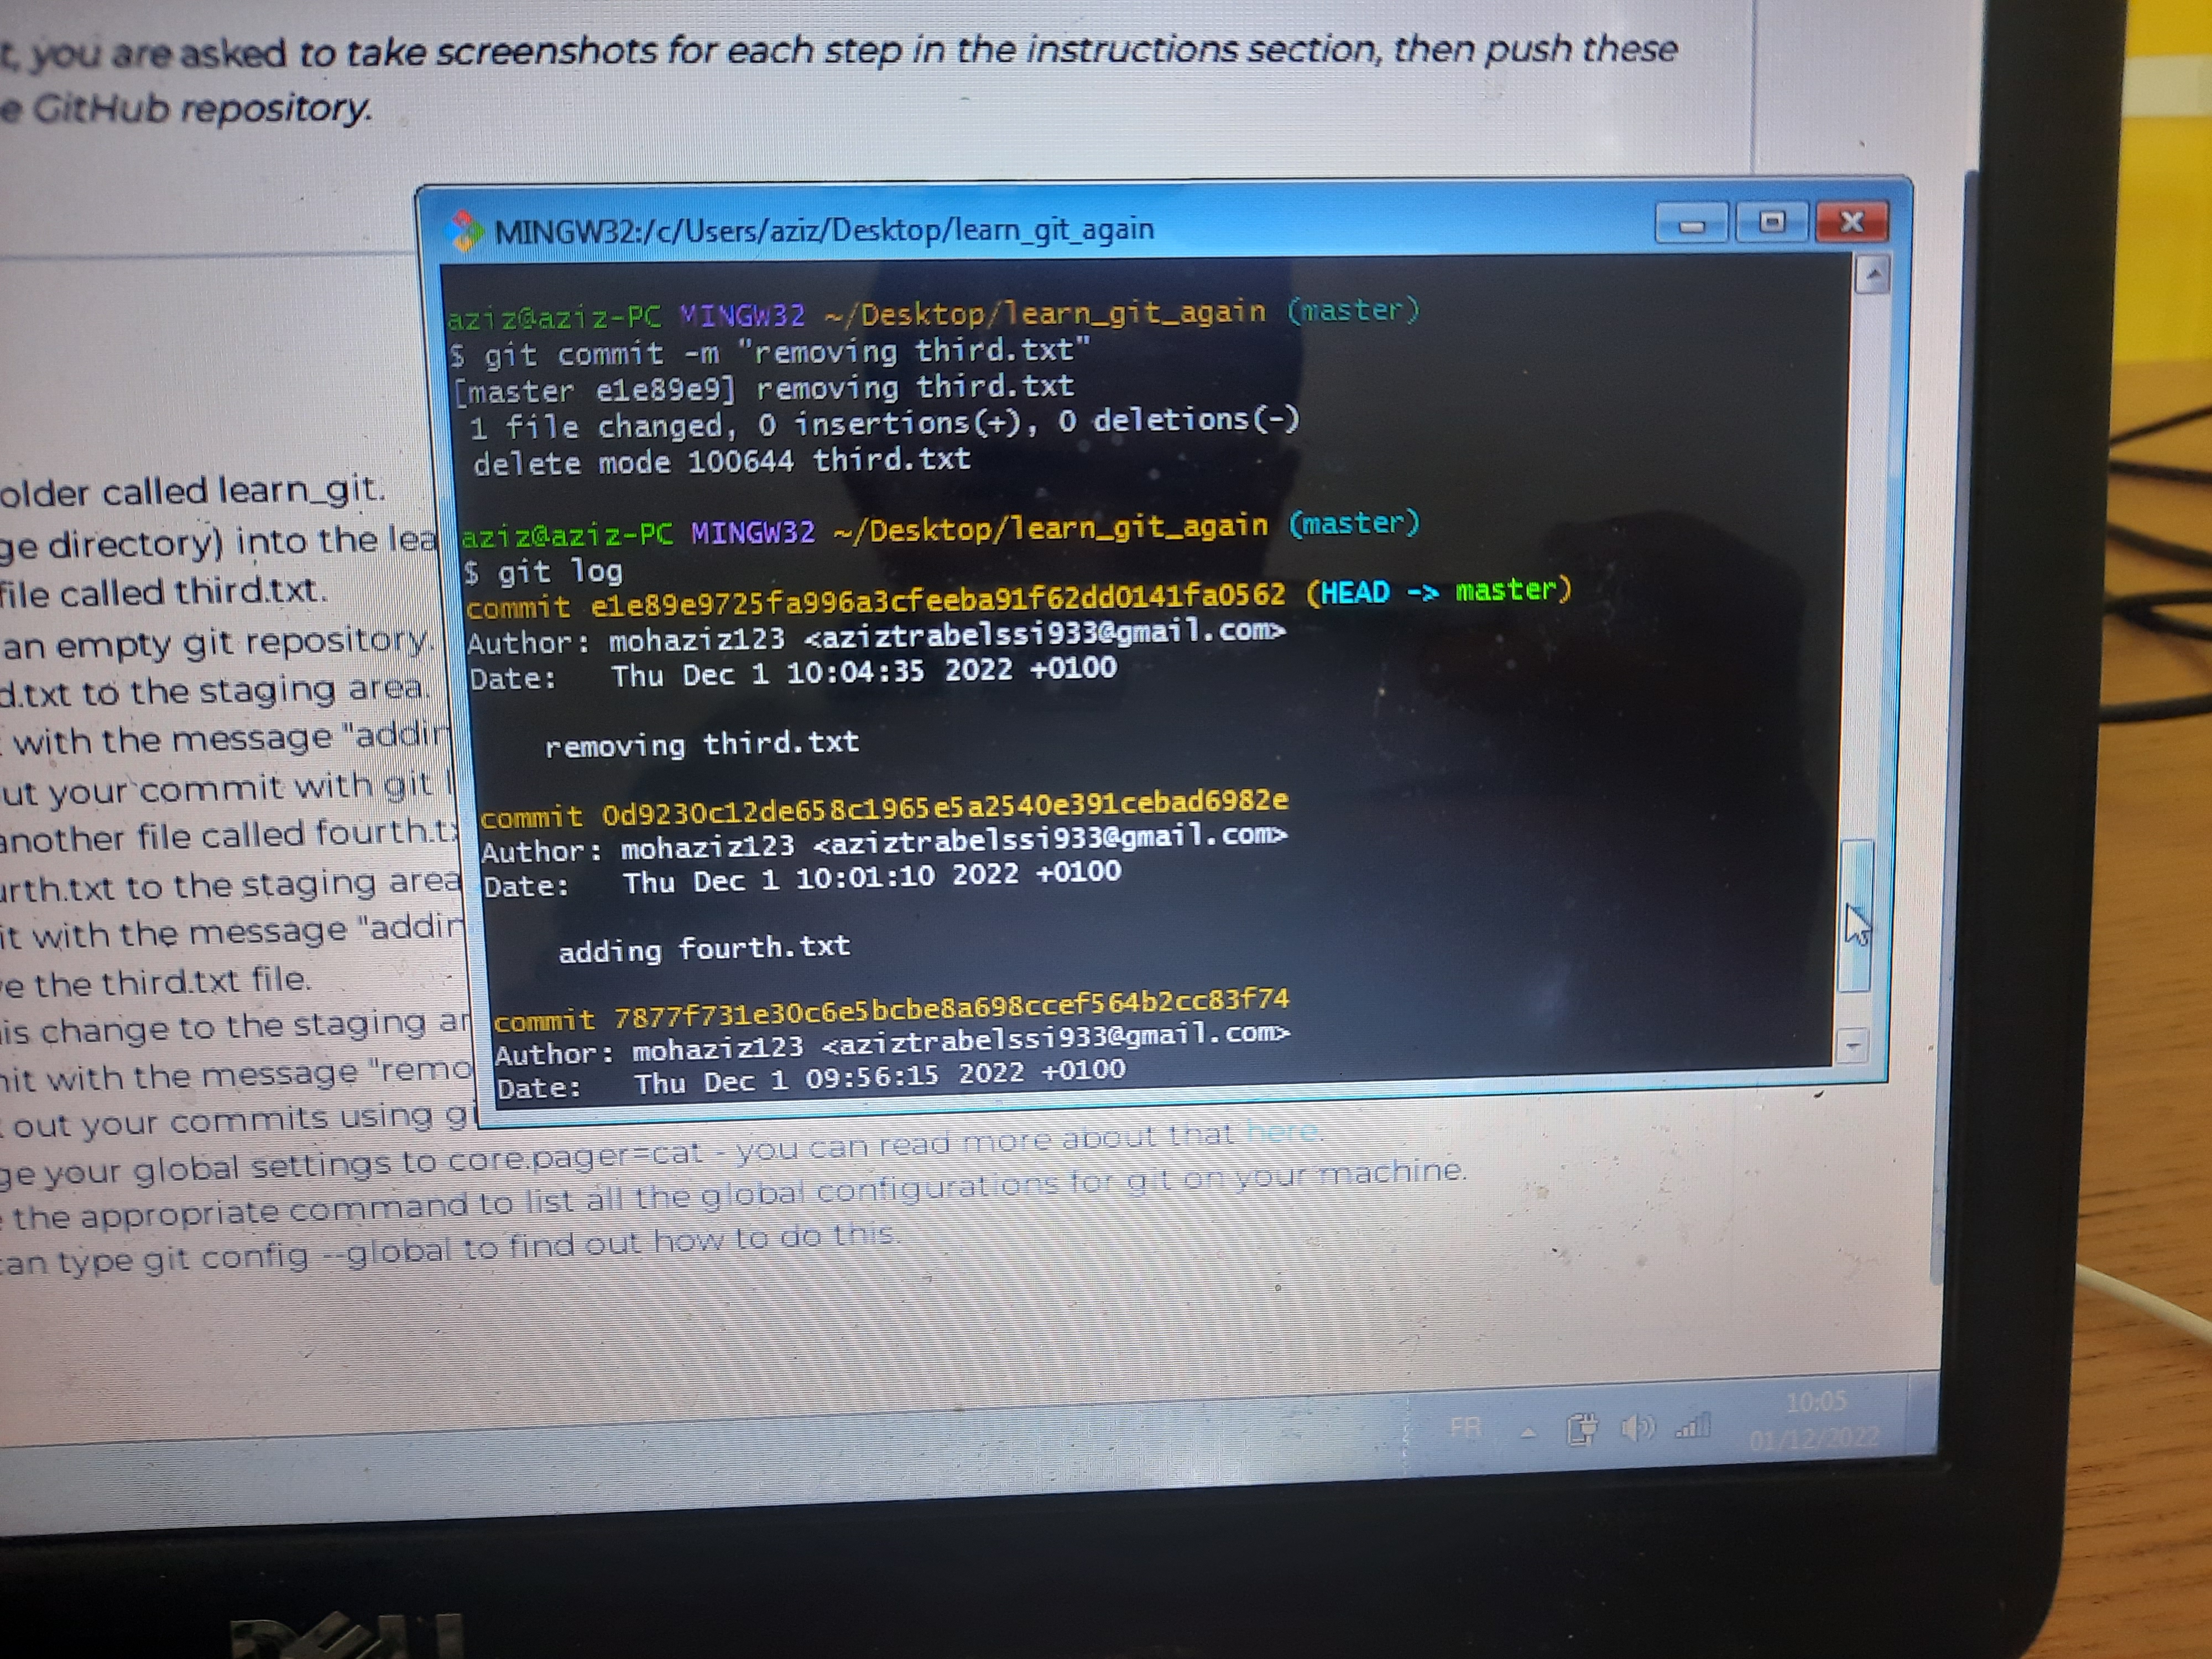 t, you are asked to take screenshots for each step in the instructions section, then push these
e GitHub repository.
MINGW32:/c/Users/aziz/Desktop/learn_git_again
aziz@aziz-PC MINGW32 ~/Desktop/learn_git_again (master)
$ git commit -m "removing third.txt"
[master e1e89e9] removing third.txt
1 file changed, 0 insertions(+), 0 deletions(-)
delete mode 100644 third.txt
aziz@aziz-PC MINGW32 ~/Desktop/learn_git_again (master)
$ git log
commit e1e89e9725fa996a3cfeeba91f62dd0141fa0562 (HEAD -> master)
Author: mohaziz123 <aziztrabelssi933@gmail.com>
Date: Thu Dec 1 10:04:35 2022 +0100
removing third.txt
commit 0d9230c12de658c1965e5a2540e391cebad6982e
Author: mohaziz123 <aziztrabelssi933@gmail.com>
Date: Thu Dec 1 10:01:10 2022 +0100
adding fourth.txt
commit 7877f731e30c6e5bcbe8a698ccef564b2cc83f74
Author: mohaziz123 <aziztrabelssi933@gmail.com>
Date: Thu Dec 1 09:56:15 2022 +0100
older called learn_git.
ge directory) into the lea
file called third.txt.
an empty git repository.
d.txt to the staging area.
with the message "addin
ut your commit with git l
another file called fourth.tx
urth.txt to the staging area
it with the message "addin
ve the third.txt file.
is change to the staging ar
nit with the message "remo
out your commits using gi
ge your global settings to core.pager=cat - you can read more about that here.
the appropriate command to list all the global configurations for git on your machine.
can type git config --global to find out how to do this.
FR
10:05
01/12/2022
DELL